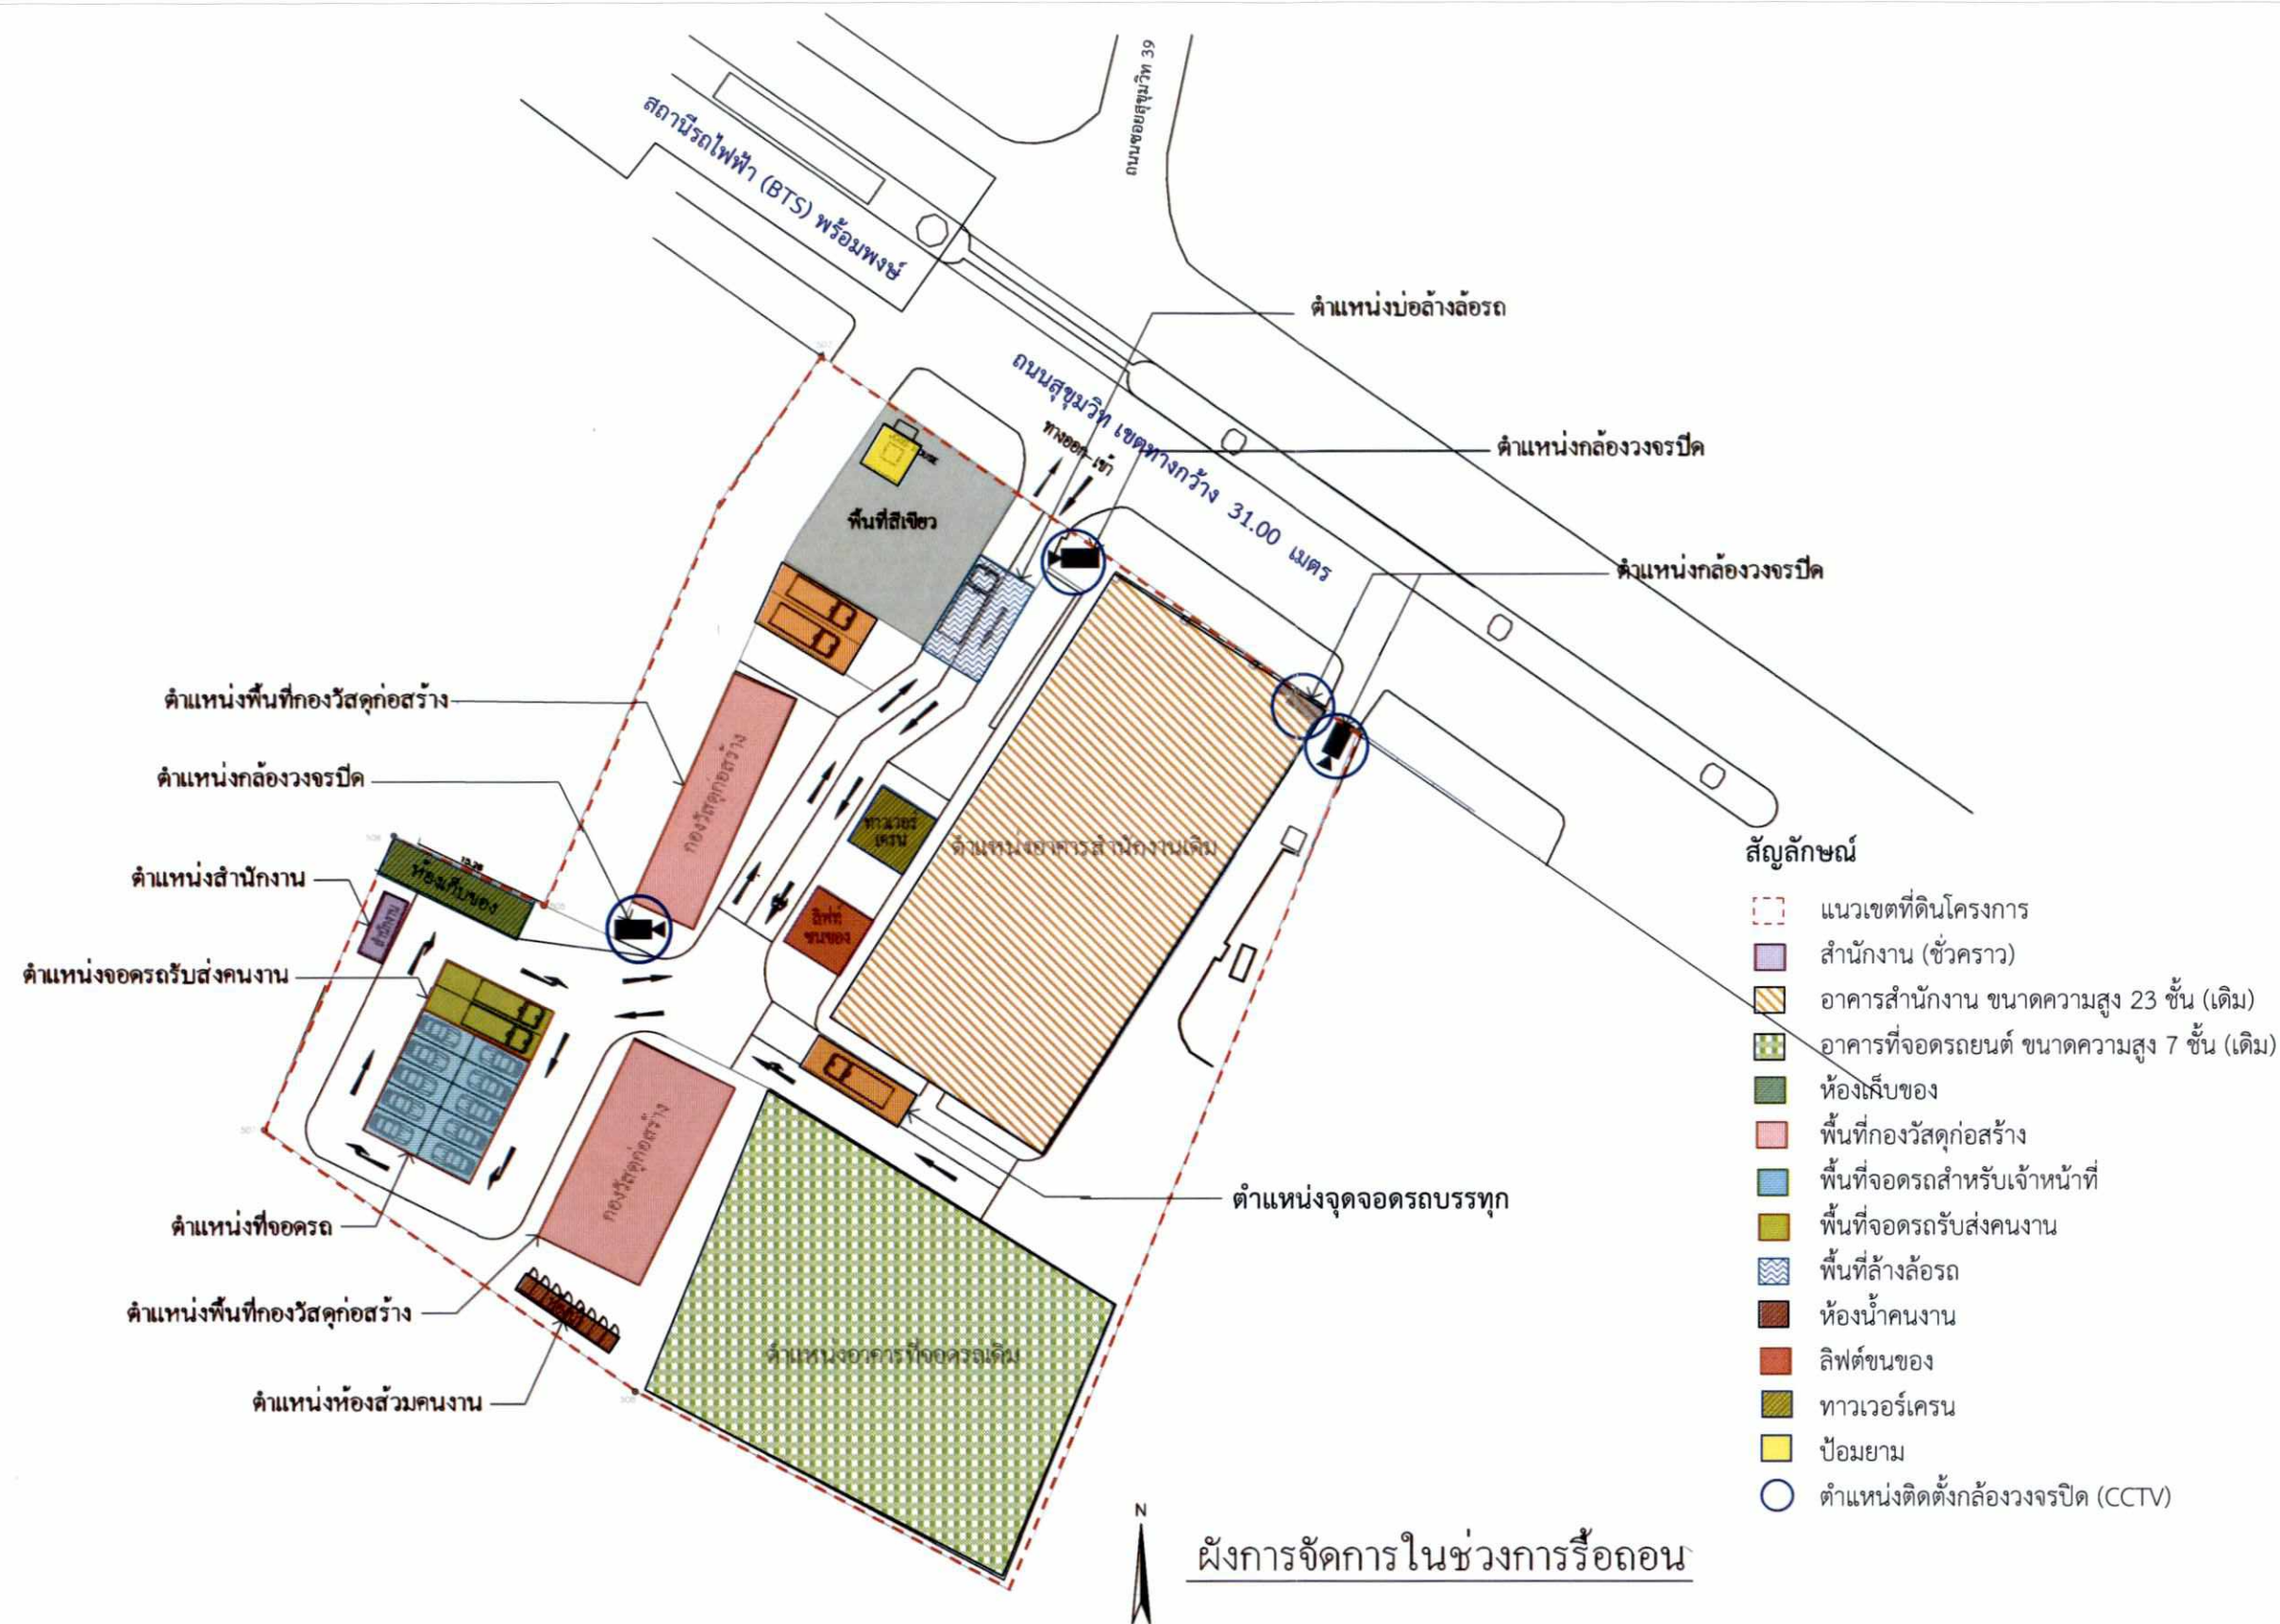 ถนนซอยสุขุมวิท 39
สถานีรถไฟฟ้า (BTS) พร้อมพงษ์
ตำแหน่งบ่อล้างล้อรถ
ถนนสุขุมวิท เขตทางกว้าง 31.00 เมตร
ทางออก-เข้า
ตำแหน่งกล้องวงจรปิด
พื้นที่สีเขียว
ตำแหน่งกล้องวงจรปิด
ตำแหน่งพื้นที่กองวัสดุก่อสร้าง
กองวัสดุก่อสร้าง
ตำแหน่งกล้องวงจรปิด
ทาวเวอร์
เครน
ตำแหน่งอาคารสำนักงานเดิม
ตำแหน่งสำนักงาน
ห้องเก็บของ
สำนักงาน
ลิฟท์
ขนของ
ตำแหน่งจอดรถรับส่งคนงาน
กองวัสดุก่อสร้าง
ตำแหน่งจุดจอดรถบรรทุก
ตำแหน่งที่จอดรถ
ตำแหน่งพื้นที่กองวัสดุก่อสร้าง
ตำแหน่งอาคารที่จอดรถเดิม
ตำแหน่งห้องส้วมคนงาน
สัญลักษณ์
แนวเขตที่ดินโครงการ
สำนักงาน (ชั่วคราว)
อาคารสำนักงาน ขนาดความสูง 23 ชั้น (เดิม)
อาคารที่จอดรถยนต์ ขนาดความสูง 7 ชั้น (เดิม)
ห้องเก็บของ
พื้นที่กองวัสดุก่อสร้าง
พื้นที่จอดรถสำหรับเจ้าหน้าที่
พื้นที่จอดรถรับส่งคนงาน
พื้นที่ล้างล้อรถ
ห้องน้ำคนงาน
ลิฟต์ขนของ
ทาวเวอร์เครน
ป้อมยาม
ตำแหน่งติดตั้งกล้องวงจรปิด (CCTV)
N
ผังการจัดการในช่วงการรื้อถอน